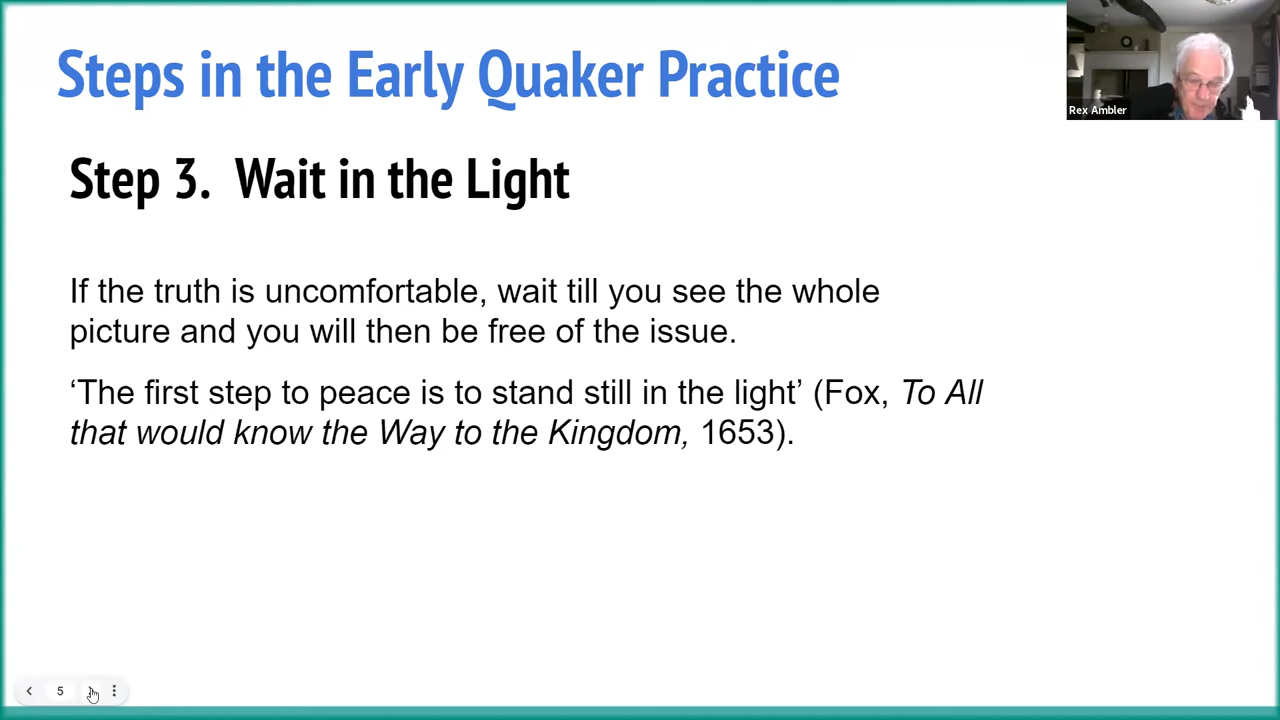 Steps in the Early Quaker Practice
Rex Ambler
Step 3. Wait in the Light
If the truth is uncomfortable, wait till you see the whole
picture and you will then be free of the issue.
‘The first step to peace is to stand still in the light’ (Fox, To All
that would know the Way to the Kingdom, 1653).
5